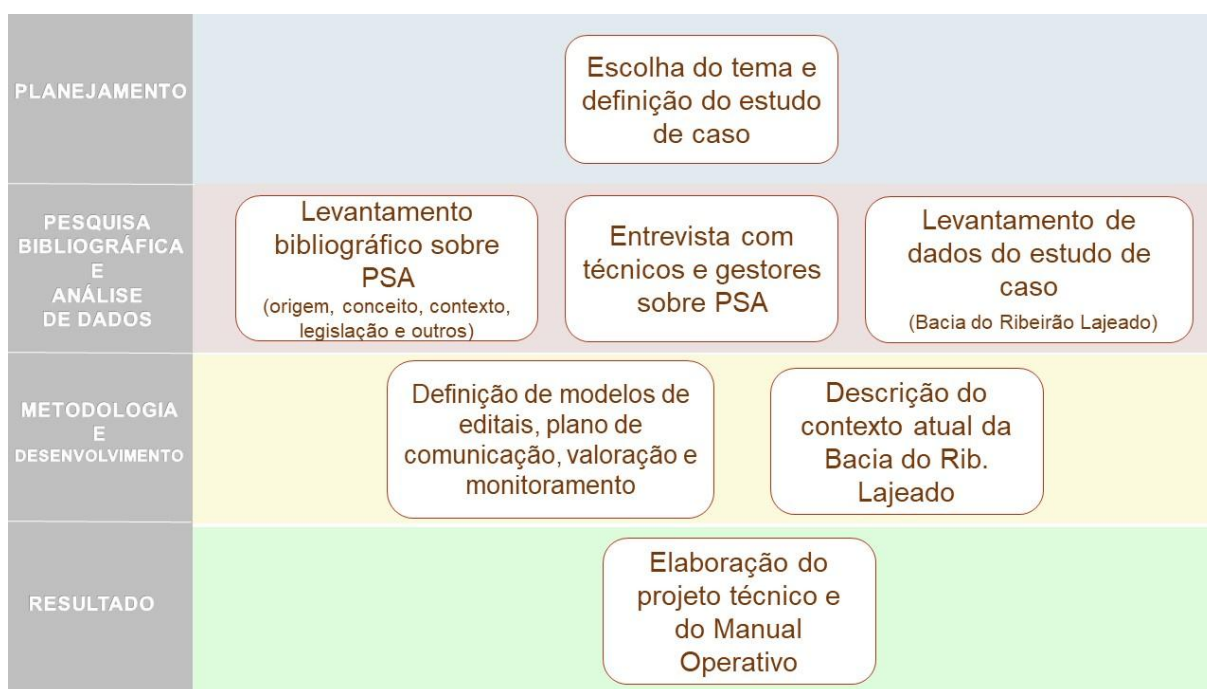 PLANEJAMENTO
Escolha do tema e
definição do estudo
de caso
PESQUISA
BIBLIOGRÁFICA
E
ANÁLISE
DE DADOS
Levantamento
bibliográfico sobre
PSA
(origem, conceito, contexto,
legislação e outros)
Entrevista com
técnicos e gestores
sobre PSA
Levantamento de
dados do estudo de
caso
(Bacia do Ribeirão Lajeado)
METODOLOGIA
E
DESENVOLVIMENTO
Definição de modelos de
editais, plano de
comunicação, valoração e
monitoramento
Descrição do
contexto atual da
Bacia do Rib.
Lajeado
RESULTADO
Elaboração do
projeto técnico e
do Manual
Operativo